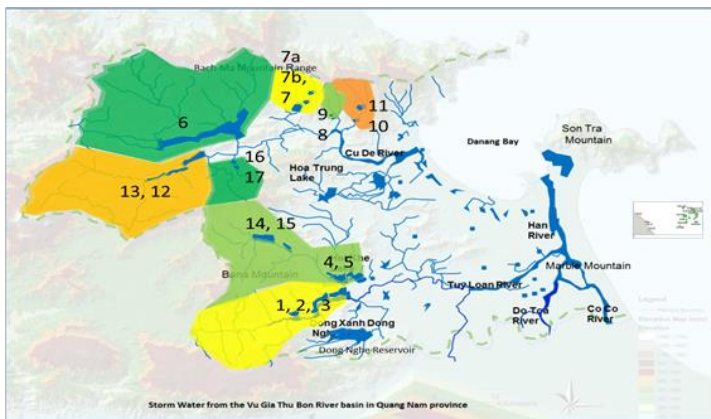 7a
Bach Ma Mountain Range
7b,
7
6
11
10
9
8
Son Tra
Mountain
Danang Bay
Cu De River
16
17
Hoa Trung
Lake
13, 12
14, 15
Han
River
4, 5
Mountain
Marble Mountain
Tuy Loan River
1, 2, 3
Do Toa
River
Co Co
River
Xanh Dong
Nghe
Dong Nghe Reservoir
Legend
Storm Water from the Vu Gia Thu Bon River basin in Quang Nam province